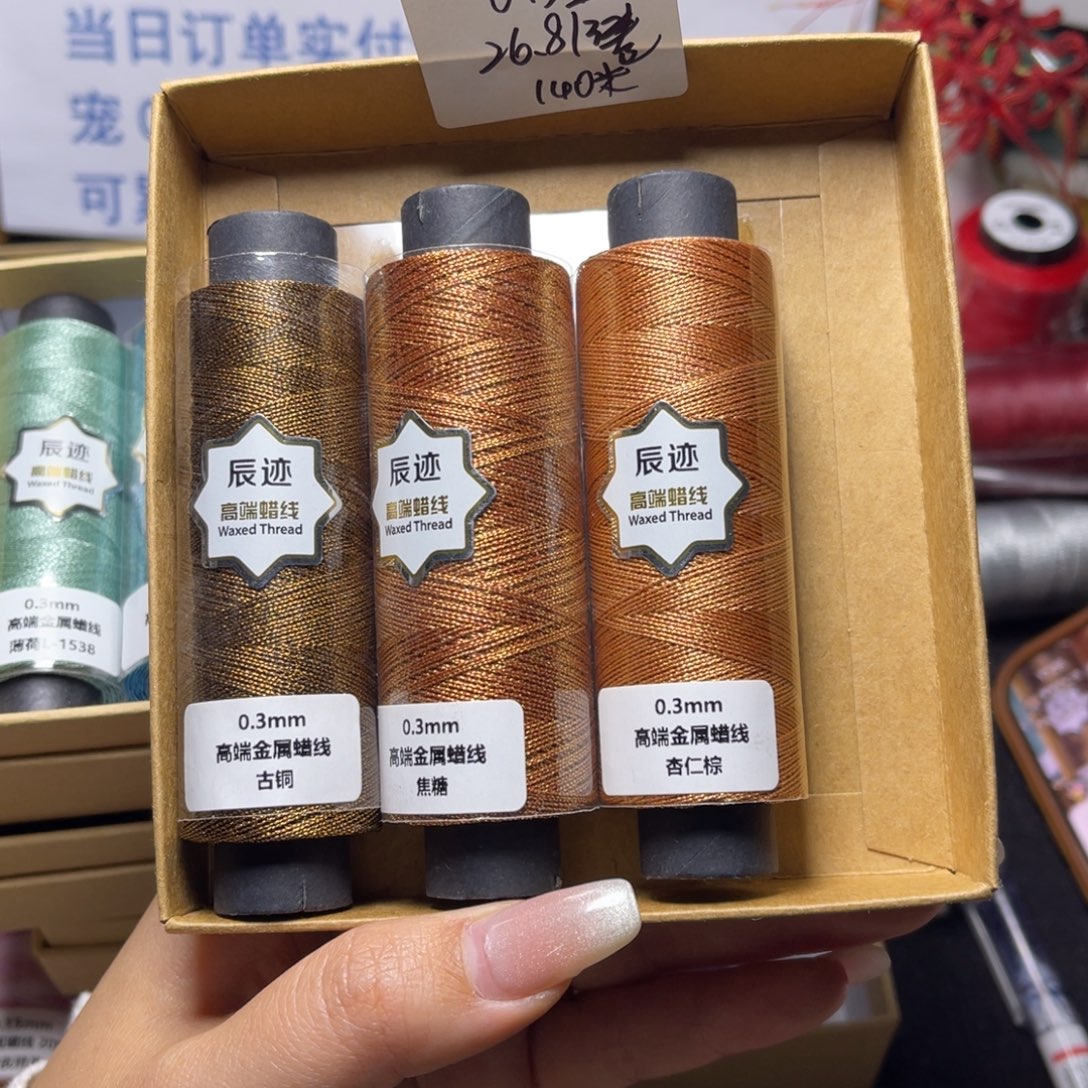 当日订单实付
宠
可
26.8/
140米
辰迹
高端蜡线
Waxed Thread
0.3mm
高端金属蜡线
古铜
辰迹
高端蜡线
Waxed Thread
0.3mm
高端金属蜡线
焦糖
辰迹
高端蜡线
Waxed Thread
0.3mm
高端金属蜡线
杏仁棕
辰迹
高端蜡线
Waxed Thread
0.3mm
高端金属蜡线
薄荷L-1538